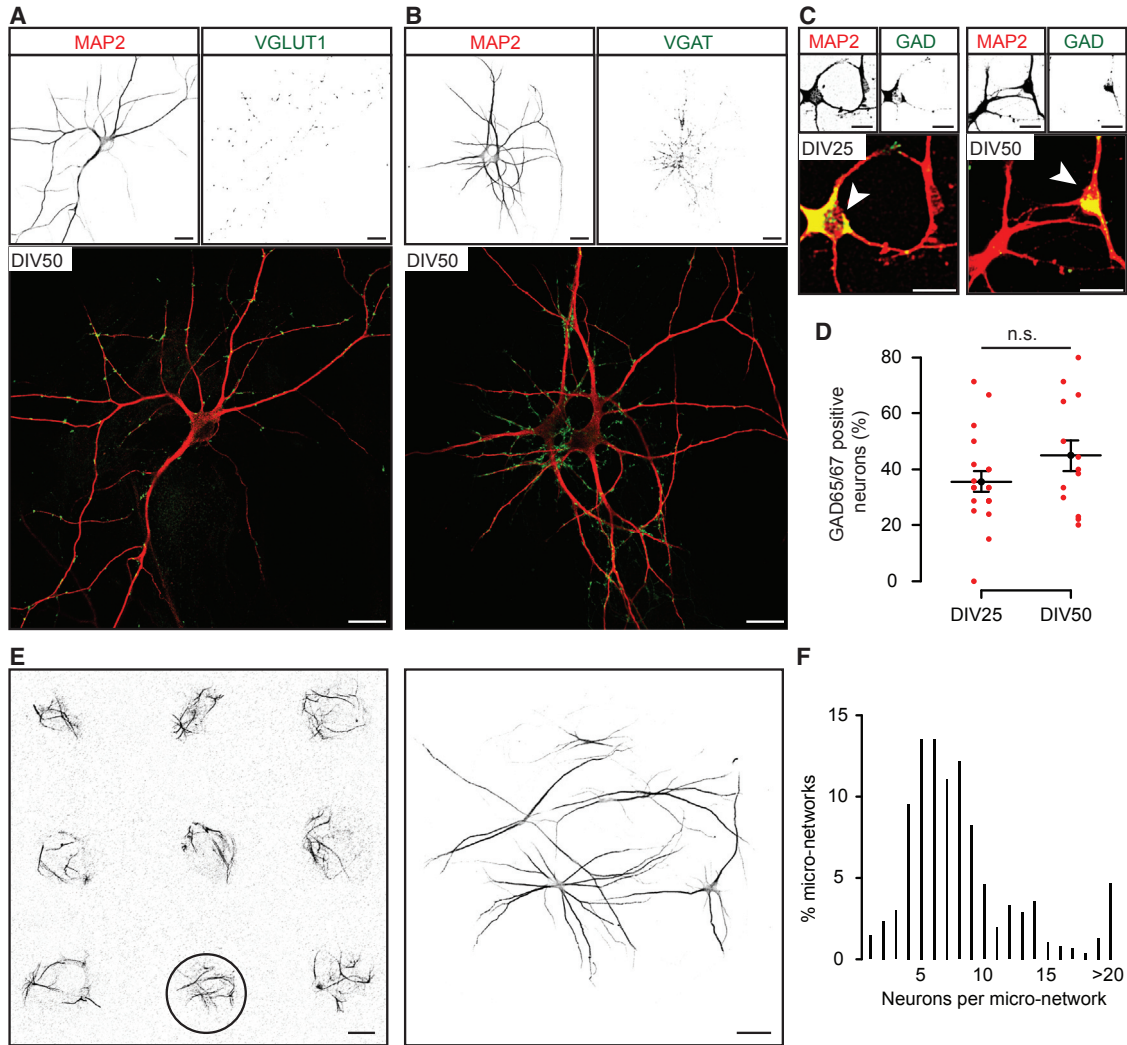 A
MAP2
VGLUT1
DIV50
B
MAP2
VGAT
DIV50
C
MAP2
GAD
MAP2
GAD
DIV25
DIV50
D
n.s.
GAD65/67 positive
neurons (%)
80
60
40
20
0
DIV25
DIV50
E
F
% micro-networks
15
10
5
0
5
10
15
>20
Neurons per micro-network